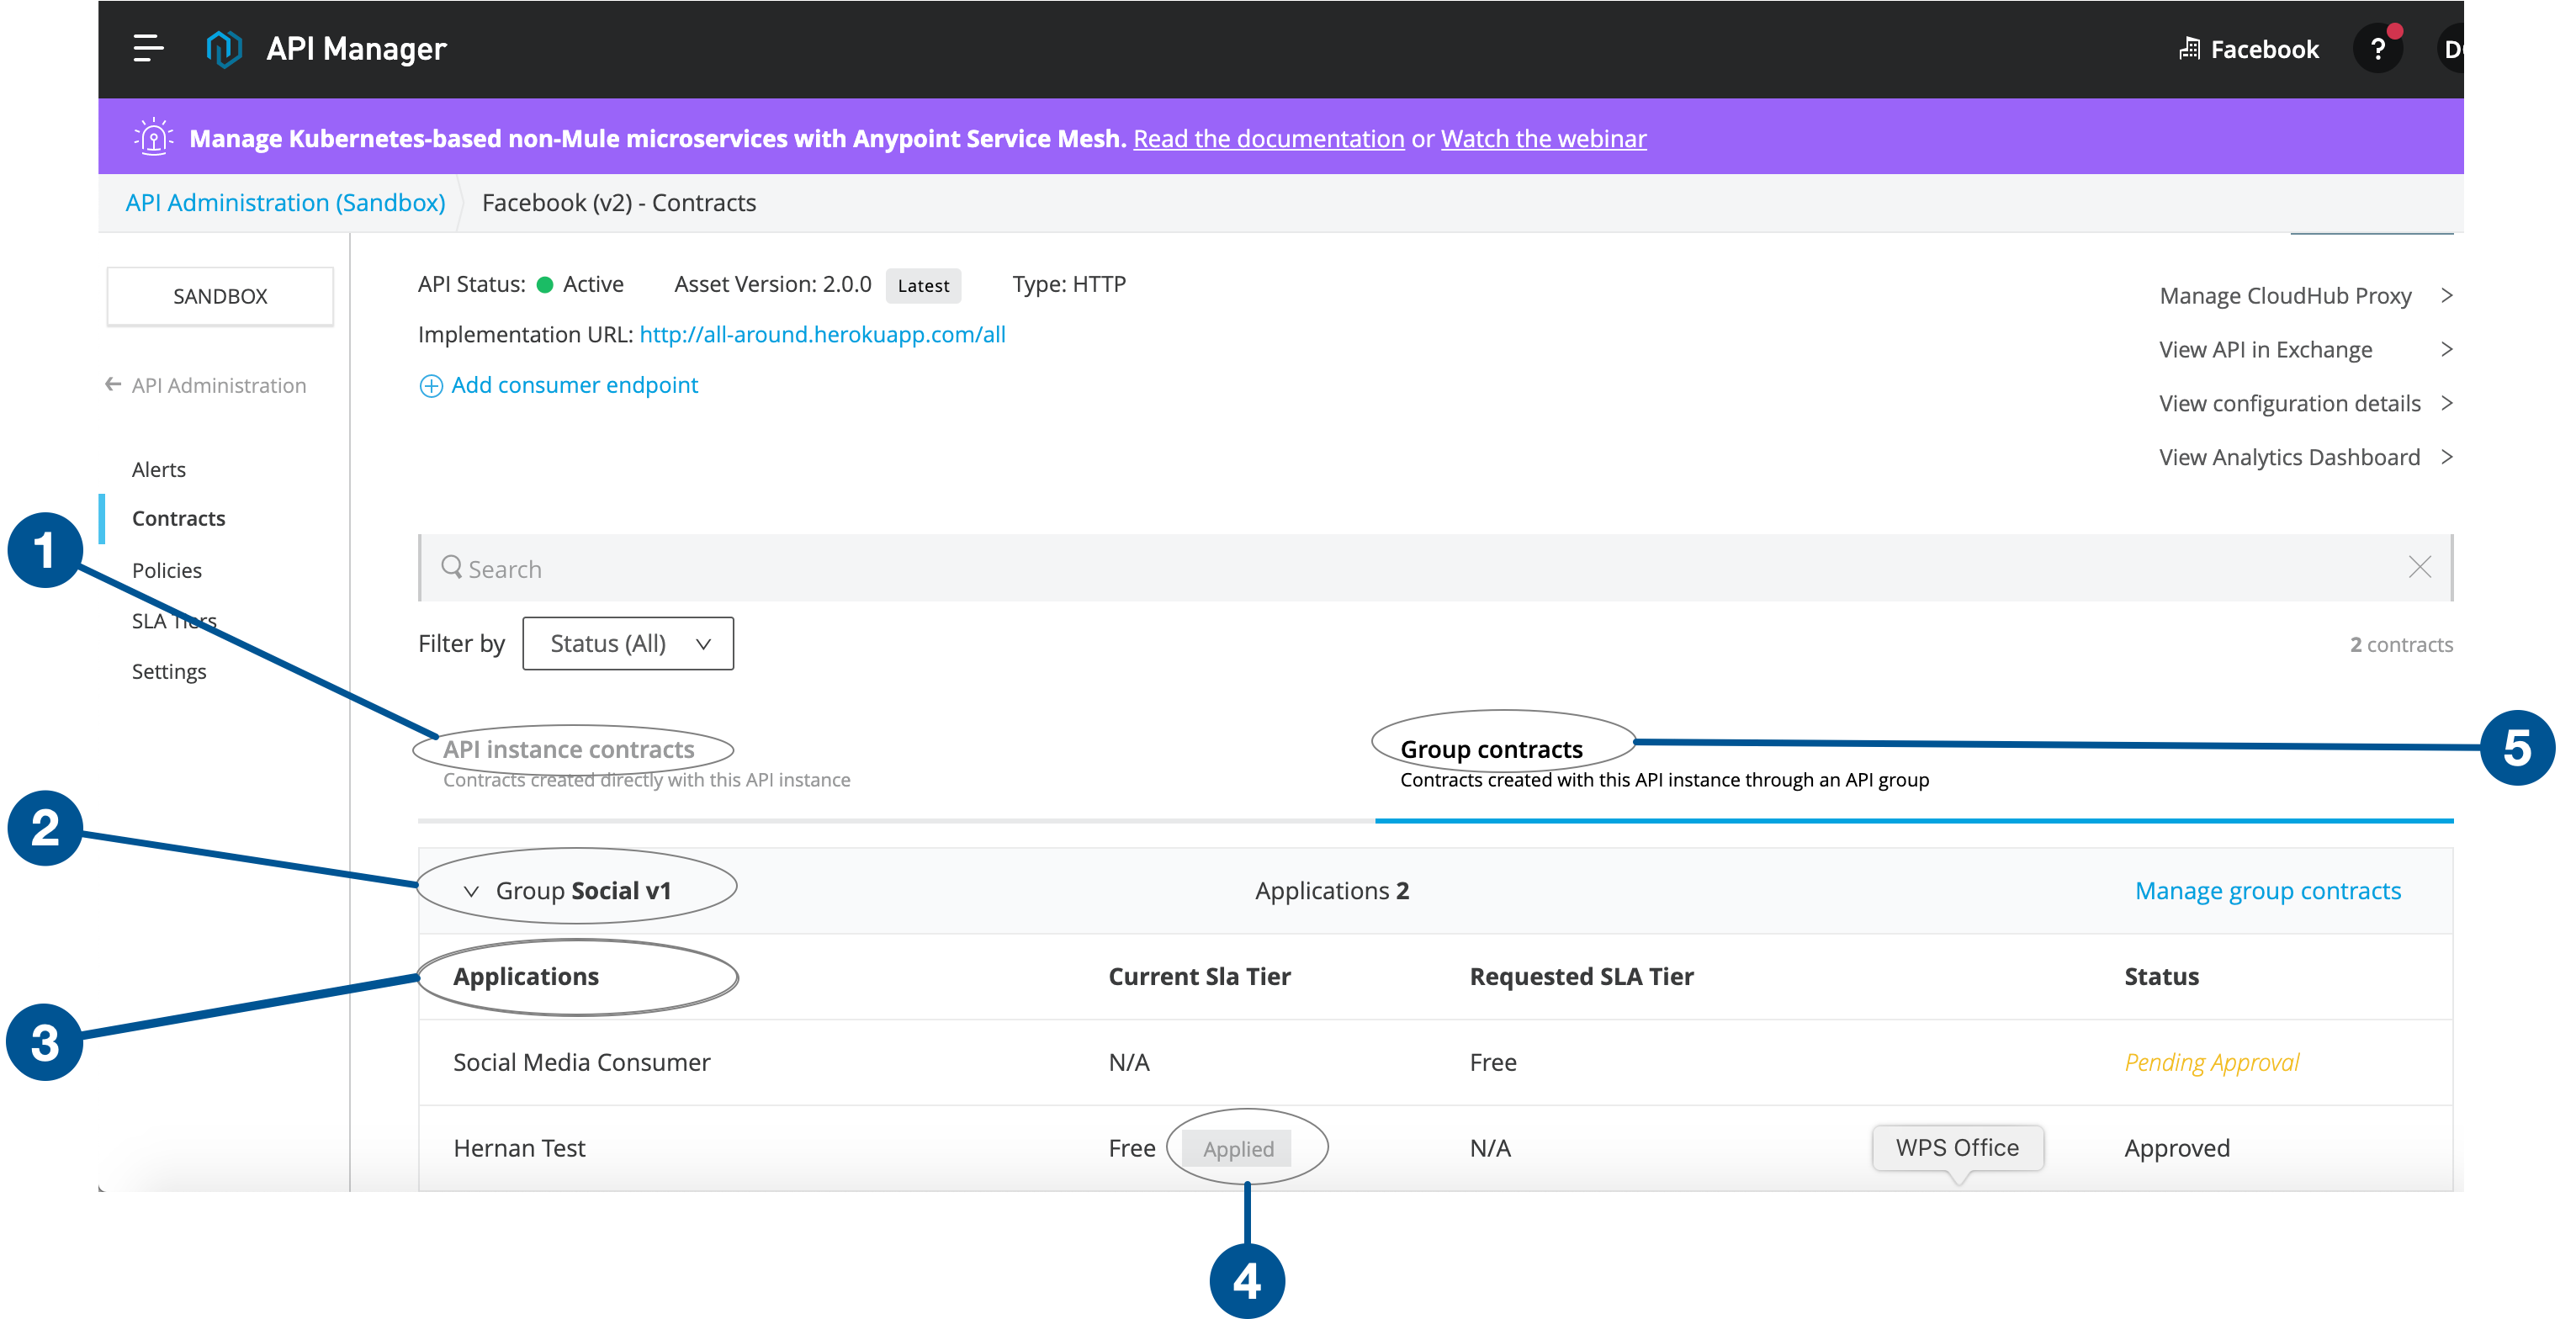 API Manager
Facebook
?
Manage Kubernetes-based non-Mule microservices with Anypoint Service Mesh. Read the documentation or Watch the webinar
API Administration (Sandbox)
Facebook (v2) - Contracts
SANDBOX
API Administration
Alerts
Contracts
Policies
SLA Tiers
Settings
API Status: Active
Asset Version: 2.0.0 Latest
Type: HTTP
Implementation URL: http://all-around.herokuapp.com/all
Add consumer endpoint
Manage CloudHub Proxy >
View API in Exchange >
View configuration details >
View Analytics Dashboard >
Search
Filter by Status (All)
2 contracts
API instance contracts
Contracts created directly with this API instance
Group contracts
Contracts created with this API instance through an API group
Group Social v1
Applications 2
Manage group contracts
Applications Current Sla Tier Requested SLA Tier Status
Social Media Consumer N/A Free Pending Approval
Hernan Test Free Applied N/A Approved
WPS Office
1
2
3
4
5